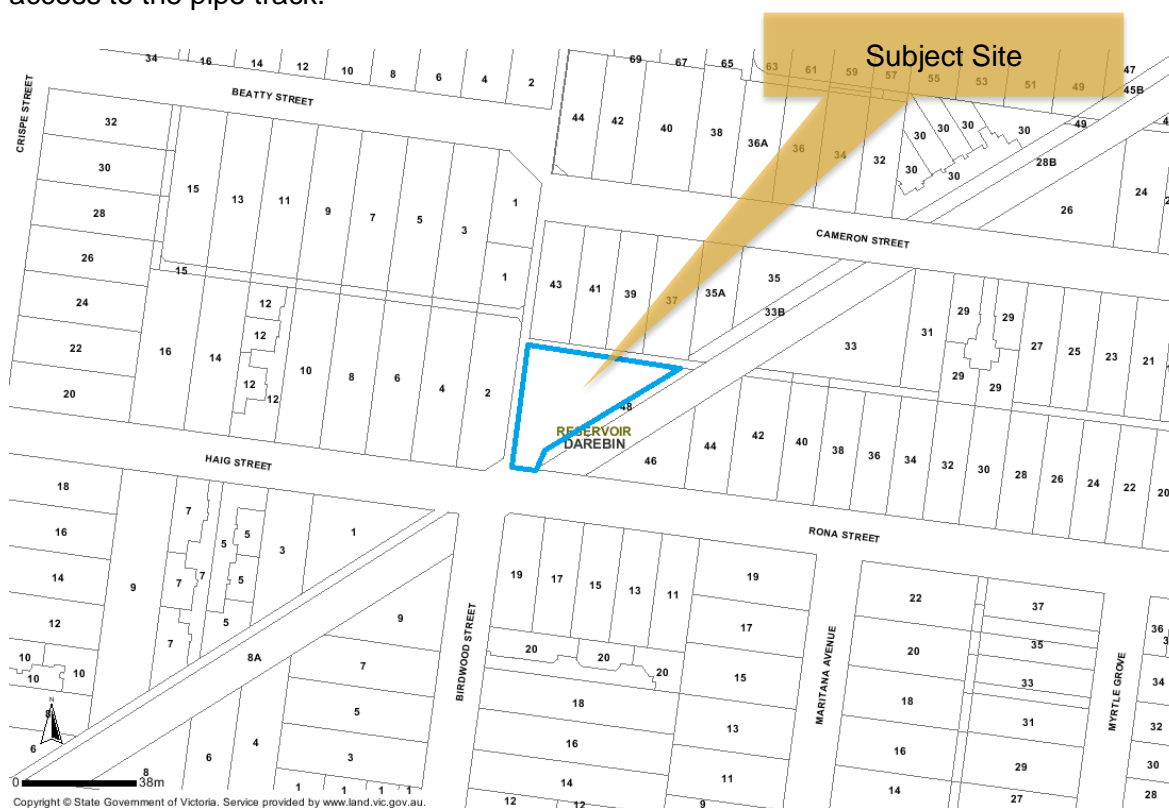 access to the pipe track.
Subject Site
34 16 14 12 10 8 6 4 2
69 67 65 63 61 59 57 55 53 51 49 47
45B
49
CRISPE STREET
BEATTY STREET
32 30 28 26 24 22 20
15 13 11 9 7 5 3 1
1
15
16 14 12 12 12 12 10 8 6 4 2
44 42 40 38 36A 36 34 32 30 30 30 30 30 30
28B
26
24
CAMERON STREET
43 41 39 37 35A 35
33B
33
31 29 29 29 29 27 25 23 21
48
RESERVOIR
DAREBIN
46 44 42 40 38 36 34 32 30 28 26 24 22 20
HAIG STREET
RONA STREET
18 16 14 12 10 10 10 8 6
9 7 7 7 7 5 5 5 5 3 1
8A
9 7 5 3 1 1 1
8 6 4
BIRDWOOD STREET
19 17 15 13 11
20 20 20
18 16 14 12 12
19 17 15 13 11 9
MARITANA AVENUE
22 20 18 16 14
37 35 33 31 29 27
MYRTLE GROVE
36 34 32 30 28
N
0 38m
Copyright © State Government of Victoria. Service provided by www.land.vic.gov.au.